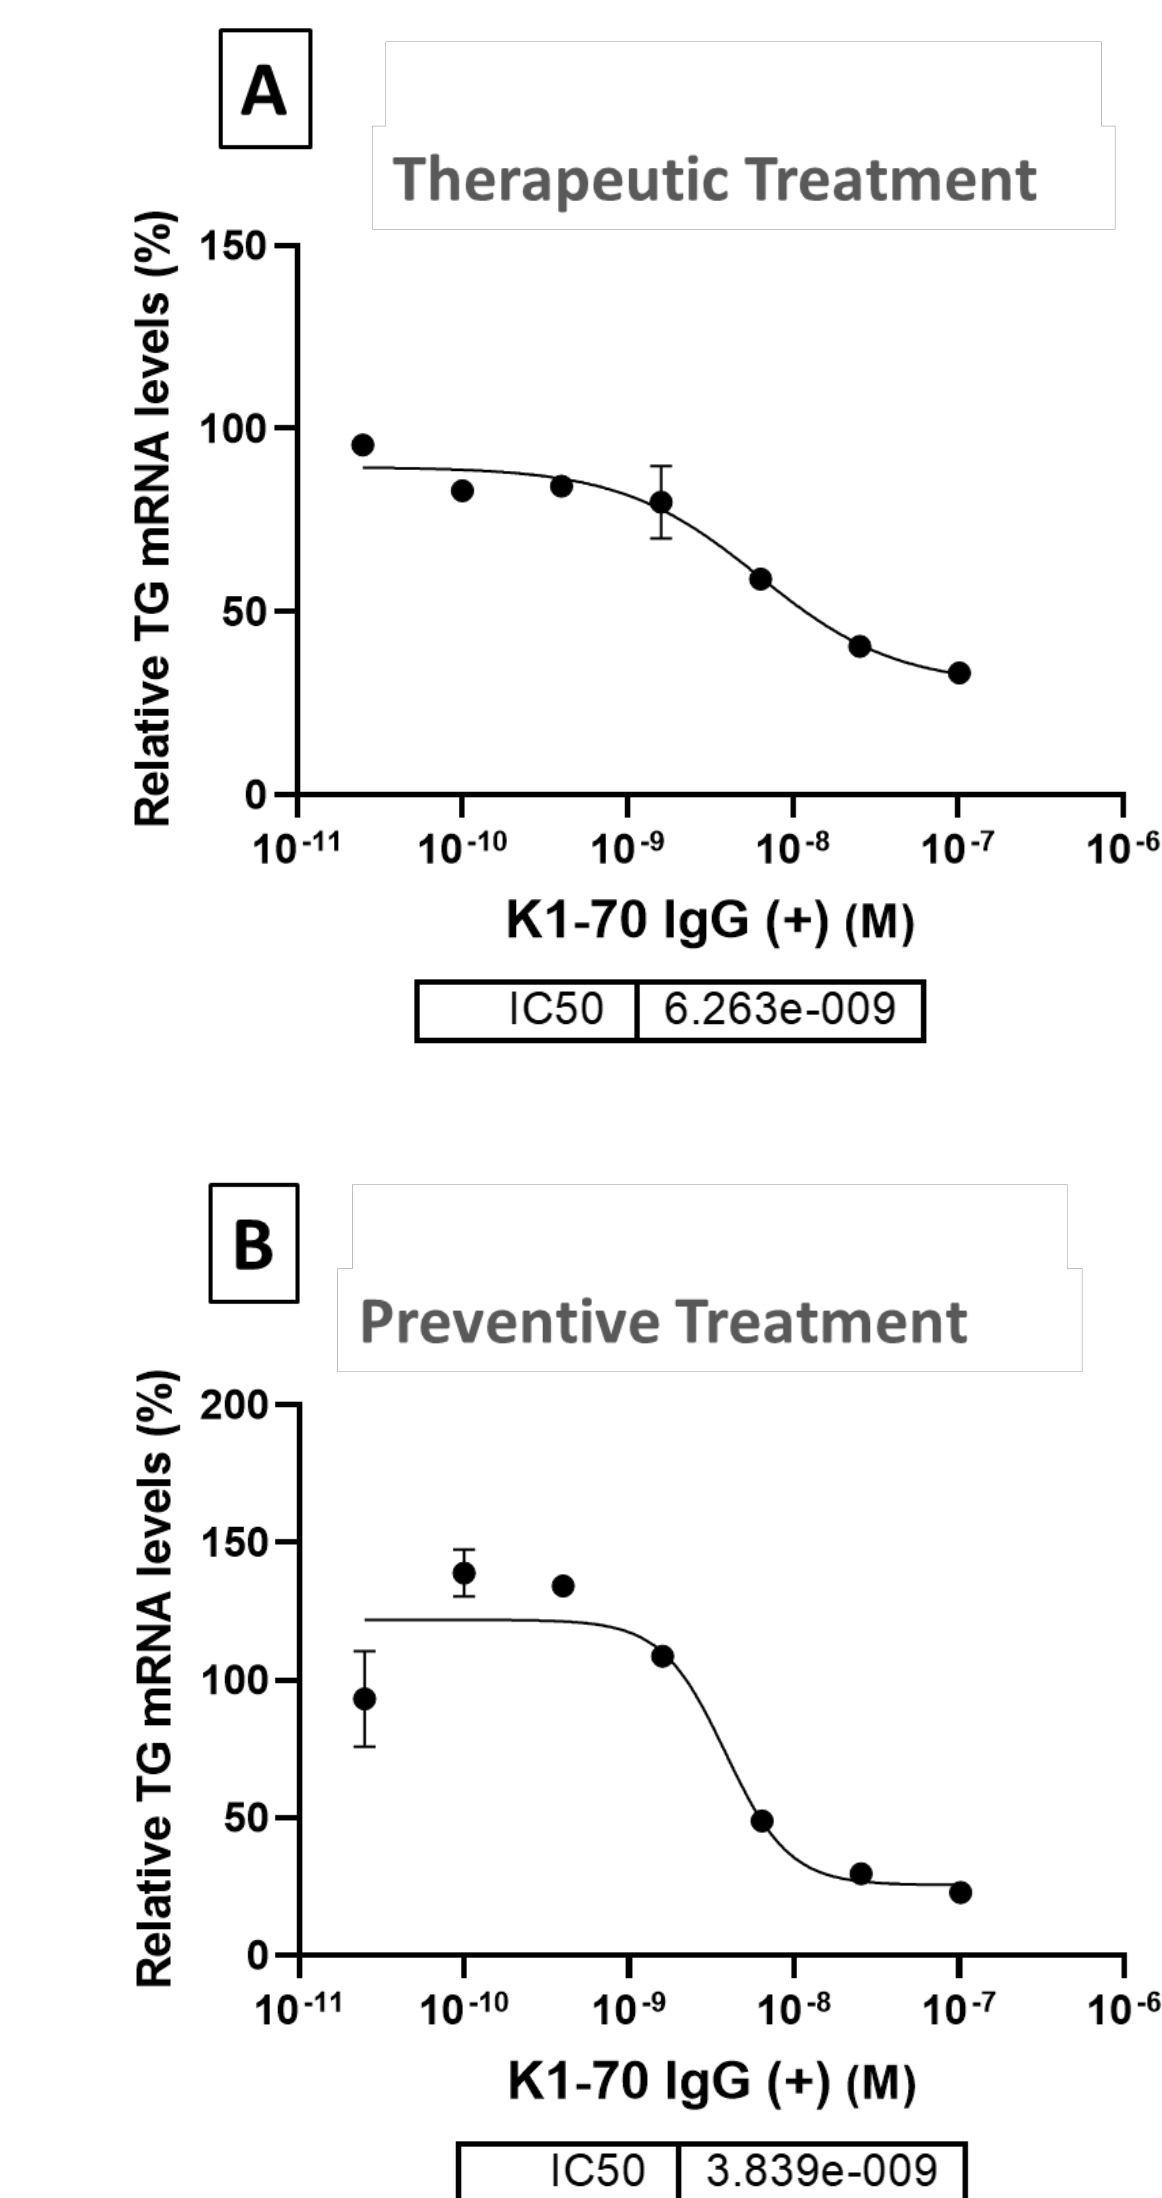 A
Therapeutic Treatment
Relative TG mRNA levels (%)
150
100
50
0
10⁻¹¹ 10⁻¹⁰ 10⁻⁹ 10⁻⁸ 10⁻⁷ 10⁻⁶
K1-70 IgG (+) (M)
IC50 6.263e-009
B
Preventive Treatment
Relative TG mRNA levels (%)
200
150
100
50
0
10⁻¹¹ 10⁻¹⁰ 10⁻⁹ 10⁻⁸ 10⁻⁷ 10⁻⁶
K1-70 IgG (+) (M)
IC50 3.839e-009